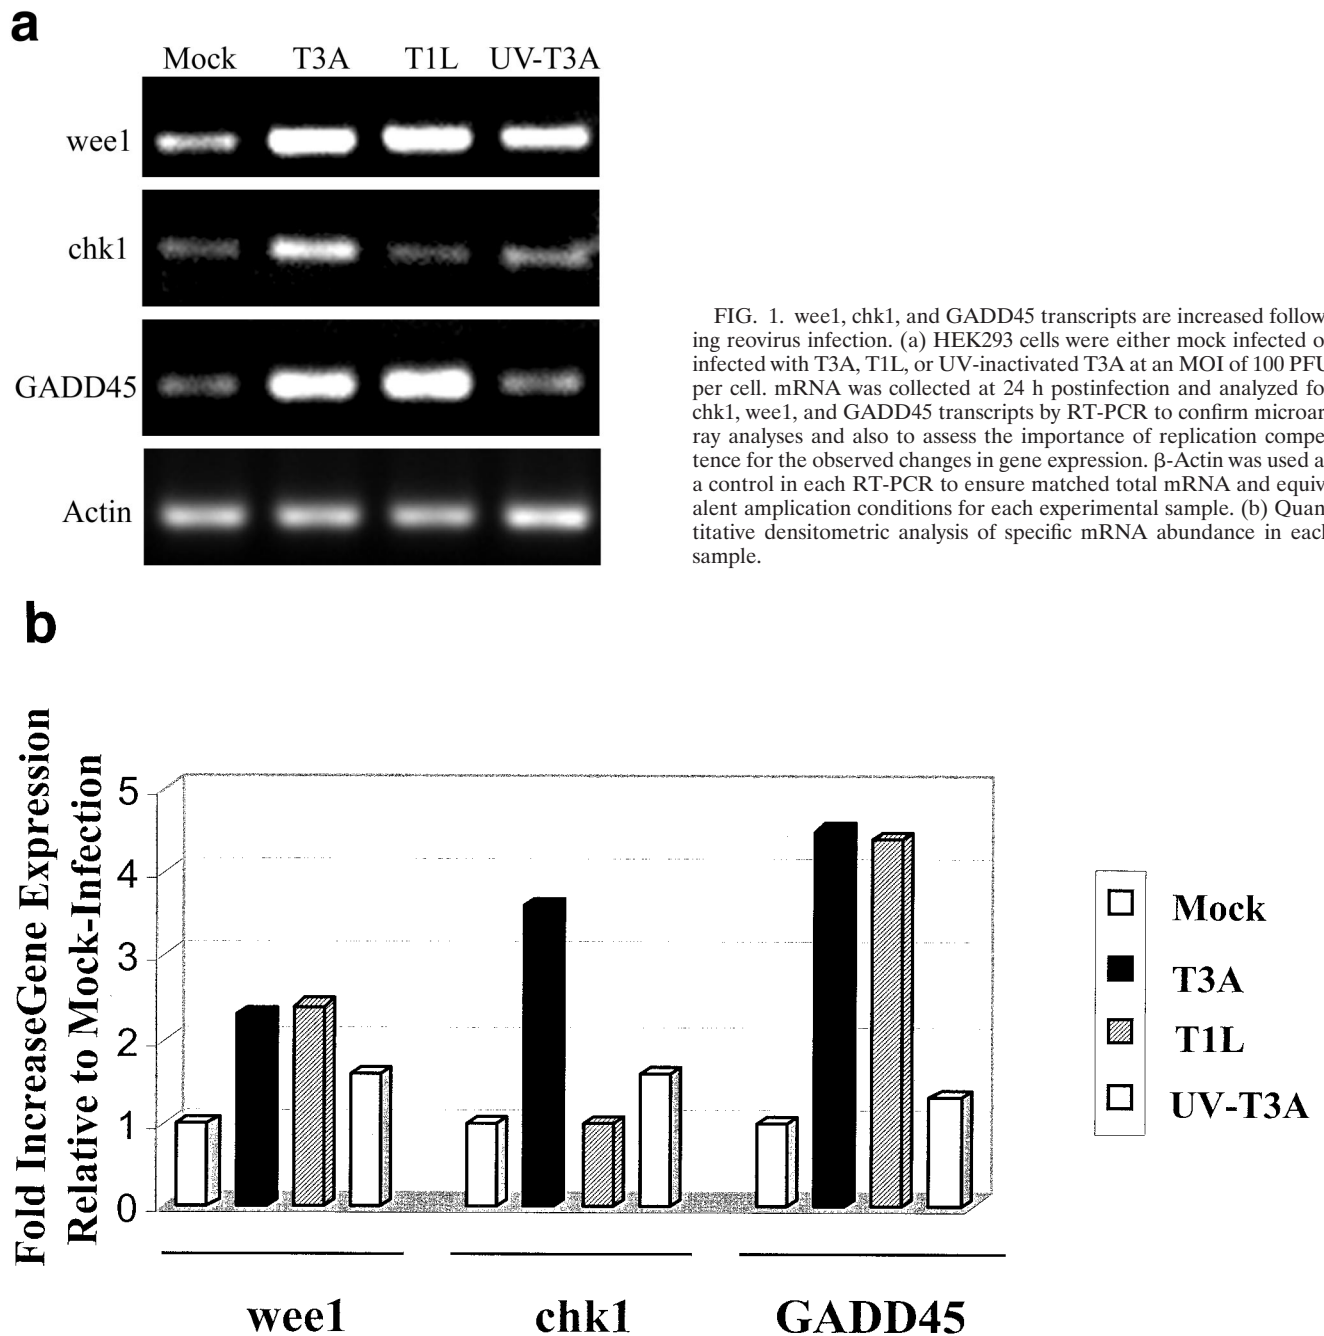 a
Mock T3A T1L UV-T3A
wee1
chk1
GADD45
Actin
FIG. 1. wee1, chk1, and GADD45 transcripts are increased follow
ing reovirus infection. (a) HEK293 cells were either mock infected o
infected with T3A, T1L, or UV-inactivated T3A at an MOI of 100 PFU
per cell. mRNA was collected at 24 h postinfection and analyzed fo
chk1, wee1, and GADD45 transcripts by RT-PCR to confirm microar
ray analyses and also to assess the importance of replication compe
tence for the observed changes in gene expression. β-Actin was used a
a control in each RT-PCR to ensure matched total mRNA and equiv
alent amplication conditions for each experimental sample. (b) Quan
titative densitometric analysis of specific mRNA abundance in each
sample.
b
Fold IncreaseGene Expression
Relative to Mock-Infection
5
4
3
2
1
0
wee1 chk1 GADD45
Mock
T3A
T1L
UV-T3A